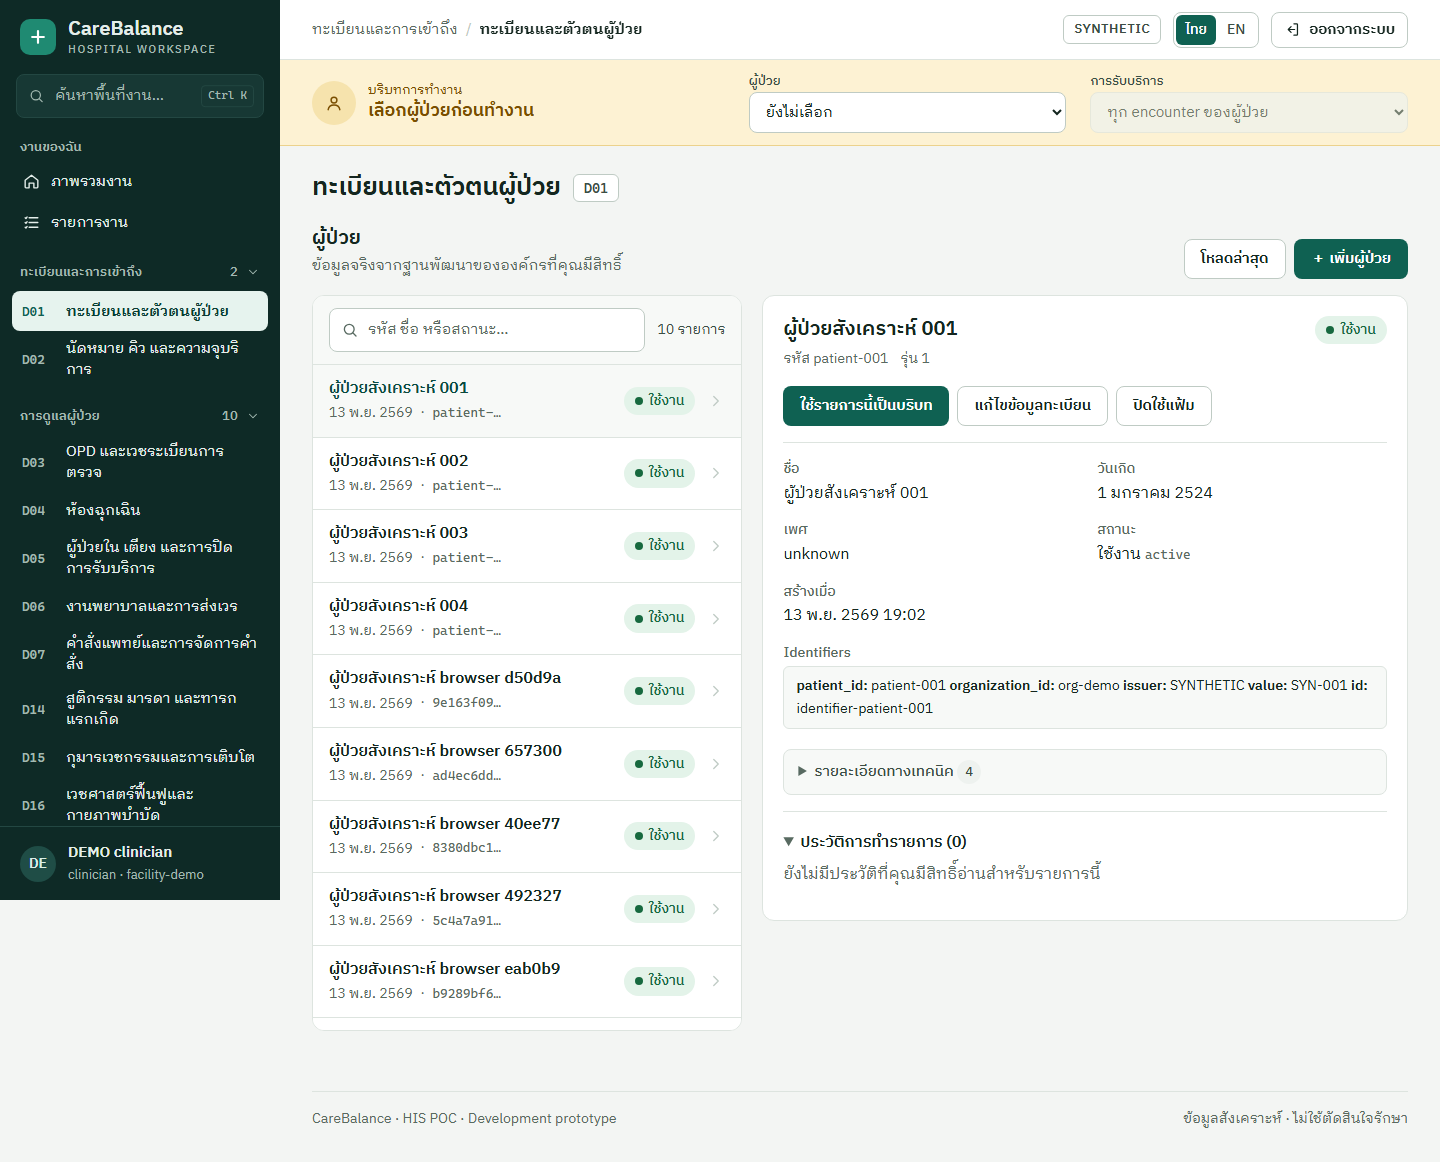 CareBalance
HOSPITAL WORKSPACE
ค้นหาพื้นที่งาน... Ctrl K
งานของฉัน
ภาพรวมงาน
รายการงาน
ทะเบียนและการเข้าถึง 2
D01 ทะเบียนและตัวตนผู้ป่วย
D02 นัดหมาย คิว และความจุบริ
การ
การดูแลผู้ป่วย 10
D03 OPD และเวชระเบียนการ
ตรวจ
D04 ห้องฉุกเฉิน
D05 ผู้ป่วยใน เตียง และการปิด
การรับบริการ
D06 งานพยาบาลและการส่งเวร
D07 คำสั่งแพทย์และการจัดการคำ
สั่ง
D14 สูติกรรม มารดา และทารก
แรกเกิด
D15 กุมารเวชกรรมและการเติบโต
D16 เวชศาสตร์ฟื้นฟูและ
กายภาพบำบัด
DE DEMO clinician
clinician · facility-demo
ทะเบียนและการเข้าถึง / ทะเบียนและตัวตนผู้ป่วย
SYNTHETIC ไทย EN ออกจากระบบ
บริบทการทำงาน
เลือกผู้ป่วยก่อนทำงาน
ผู้ป่วย
ยังไม่เลือก
การรับบริการ
ทุก encounter ของผู้ป่วย
ทะเบียนและตัวตนผู้ป่วย D01
ผู้ป่วย
ข้อมูลจริงจากฐานพัฒนาขององค์กรที่คุณมีสิทธิ์
โหลดล่าสุด + เพิ่มผู้ป่วย
รหัส ชื่อ หรือสถานะ... 10 รายการ
ผู้ป่วยสังเคราะห์ 001
13 พ.ย. 2569 · patient-… ใช้งาน
ผู้ป่วยสังเคราะห์ 002
13 พ.ย. 2569 · patient-… ใช้งาน
ผู้ป่วยสังเคราะห์ 003
13 พ.ย. 2569 · patient-… ใช้งาน
ผู้ป่วยสังเคราะห์ 004
13 พ.ย. 2569 · patient-… ใช้งาน
ผู้ป่วยสังเคราะห์ browser d50d9a
13 พ.ย. 2569 · 9e163f09… ใช้งาน
ผู้ป่วยสังเคราะห์ browser 657300
13 พ.ย. 2569 · ad4ec6dd… ใช้งาน
ผู้ป่วยสังเคราะห์ browser 40ee77
13 พ.ย. 2569 · 8380dbc1… ใช้งาน
ผู้ป่วยสังเคราะห์ browser 492327
13 พ.ย. 2569 · 5c4a7a91… ใช้งาน
ผู้ป่วยสังเคราะห์ browser eab0b9
13 พ.ย. 2569 · b9289bf6… ใช้งาน
ผู้ป่วยสังเคราะห์ 001 ใช้งาน
รหัส patient-001 รุ่น 1
ใช้รายการนี้เป็นบริบท แก้ไขข้อมูลทะเบียน ปิดใช้แฟ้ม
ชื่อ
ผู้ป่วยสังเคราะห์ 001
วันเกิด
1 มกราคม 2524
เพศ
unknown
สถานะ
ใช้งาน active
สร้างเมื่อ
13 พ.ย. 2569 19:02
Identifiers
patient_id: patient-001 organization_id: org-demo issuer: SYNTHETIC value: SYN-001 id:
identifier-patient-001
รายละเอียดทางเทคนิค 4
ประวัติการทำรายการ (0)
ยังไม่มีประวัติที่คุณมีสิทธิ์อ่านสำหรับรายการนี้
CareBalance · HIS POC · Development prototype
ข้อมูลสังเคราะห์ · ไม่ใช้ตัดสินใจรักษา